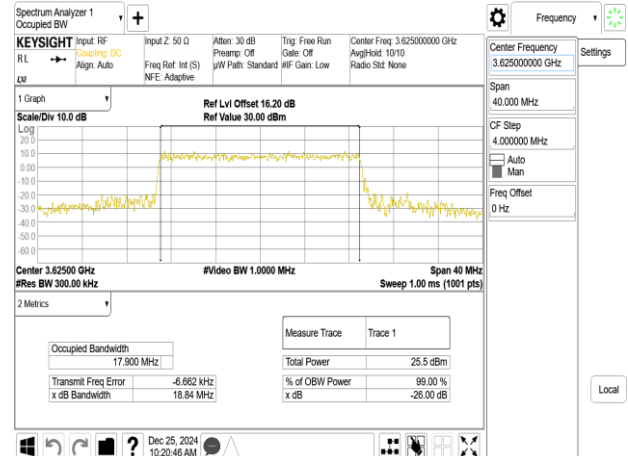 Spectrum Analyzer 1
Occupied BW
Frequency
KEYSIGHT
Input: RF
Coupling: DC
Align: Auto
Input Z: 50 Ω
Freq Ref: Int (S)
NFE: Adaptive
Atten: 30 dB
Preamp: Off
µW Path: Standard
Trig: Free Run
Gate: Off
#IF Gain: Low
Center Freq: 3.625000000 GHz
Avg|Hold: 10/10
Radio Std: None
RL
LXI
Center Frequency
3.625000000 GHz
Settings
Span
40.000 MHz
CF Step
4.000000 MHz
Auto
Man
Freq Offset
0 Hz
Local
1 Graph
Scale/Div 10.0 dB
Ref Lvl Offset 16.20 dB
Ref Value 30.00 dBm
Log
20.0
10.0
0.00
-10.0
-20.0
-30.0
-40.0
-50.0
-60.0
Center 3.62500 GHz
#Video BW 1.0000 MHz
Span 40 MHz
#Res BW 300.00 kHz
Sweep 1.00 ms (1001 pts)
2 Metrics
Measure Trace Trace 1
Occupied Bandwidth
17.900 MHz
Total Power 25.5 dBm
Transmit Freq Error -6.662 kHz
% of OBW Power 99.00 %
x dB Bandwidth 18.84 MHz
x dB -26.00 dB
?
Dec 25, 2024
10:20:46 AM